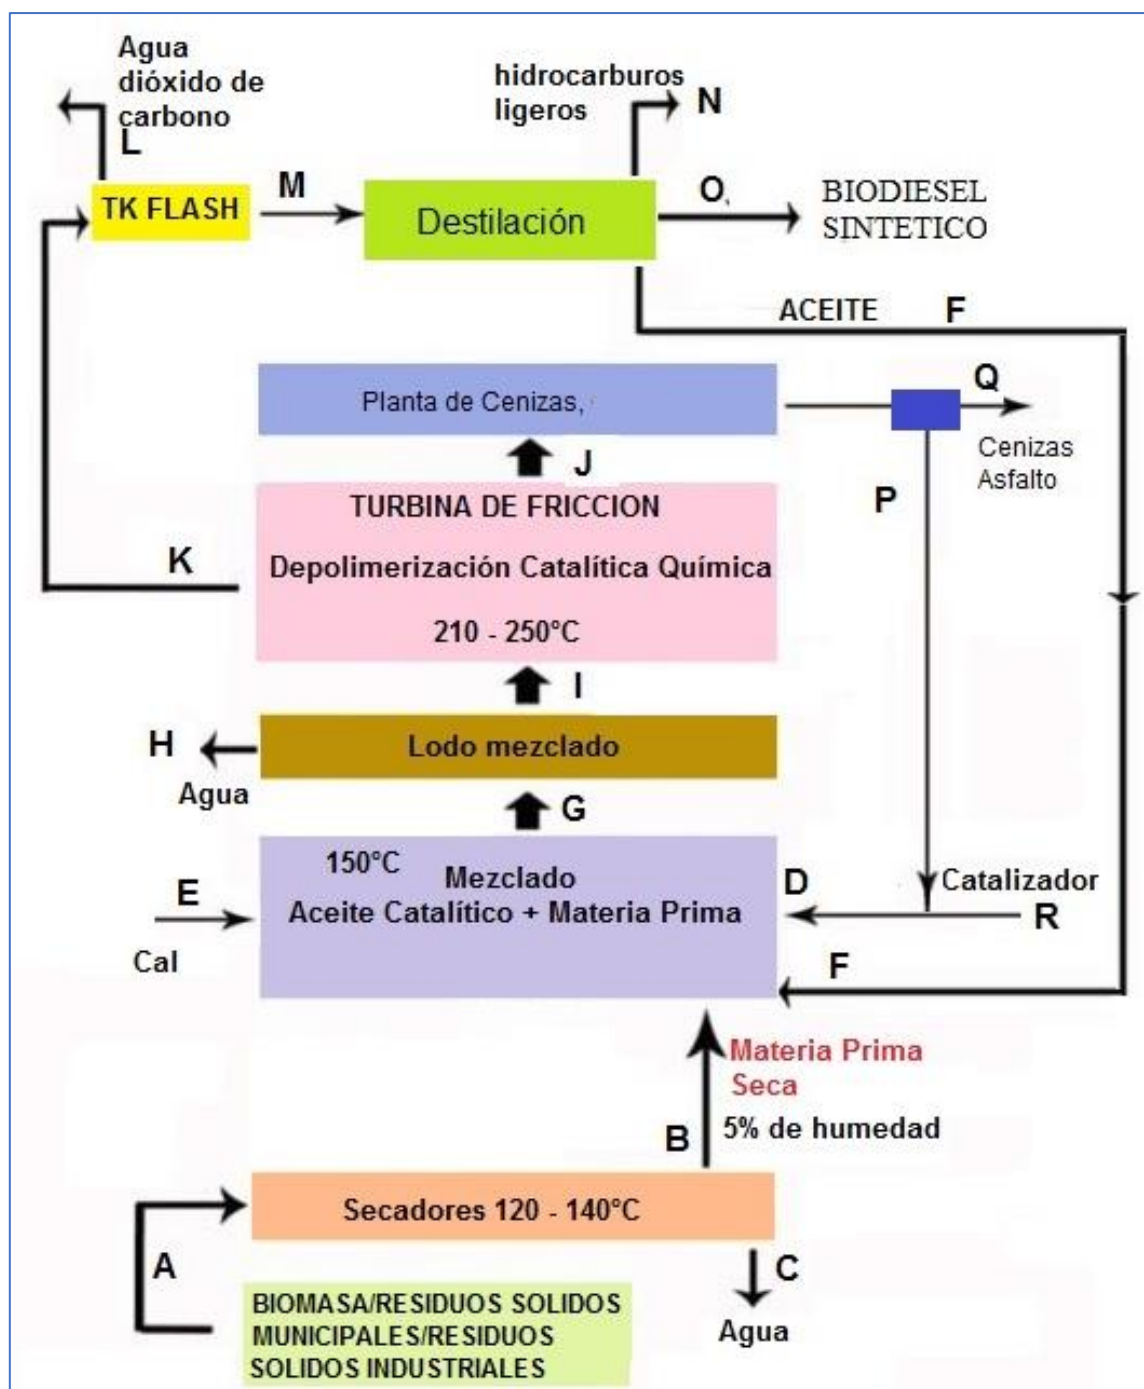 Agua
dióxido de
carbono
L
hidrocarburos
ligeros
N
TK FLASH
M
Destilación
O,
BIODIESEL
SINTETICO
ACEITE F
Planta de Cenizas,
Q
Cenizas
Asfalto
J
P
TURBINA DE FRICCION
Depolimerización Catalítica Química
210 - 250°C
K
I
H
Agua
Lodo mezclado
G
150°C
Mezclado
Aceite Catalítico + Materia Prima
E
Cal
D
Catalizador
R
F
Materia Prima
Seca
5% de humedad
B
Secadores 120 - 140°C
A
C
Agua
BIOMASA/RESIDUOS SOLIDOS
MUNICIPALES/RESIDUOS
SOLIDOS INDUSTRIALES